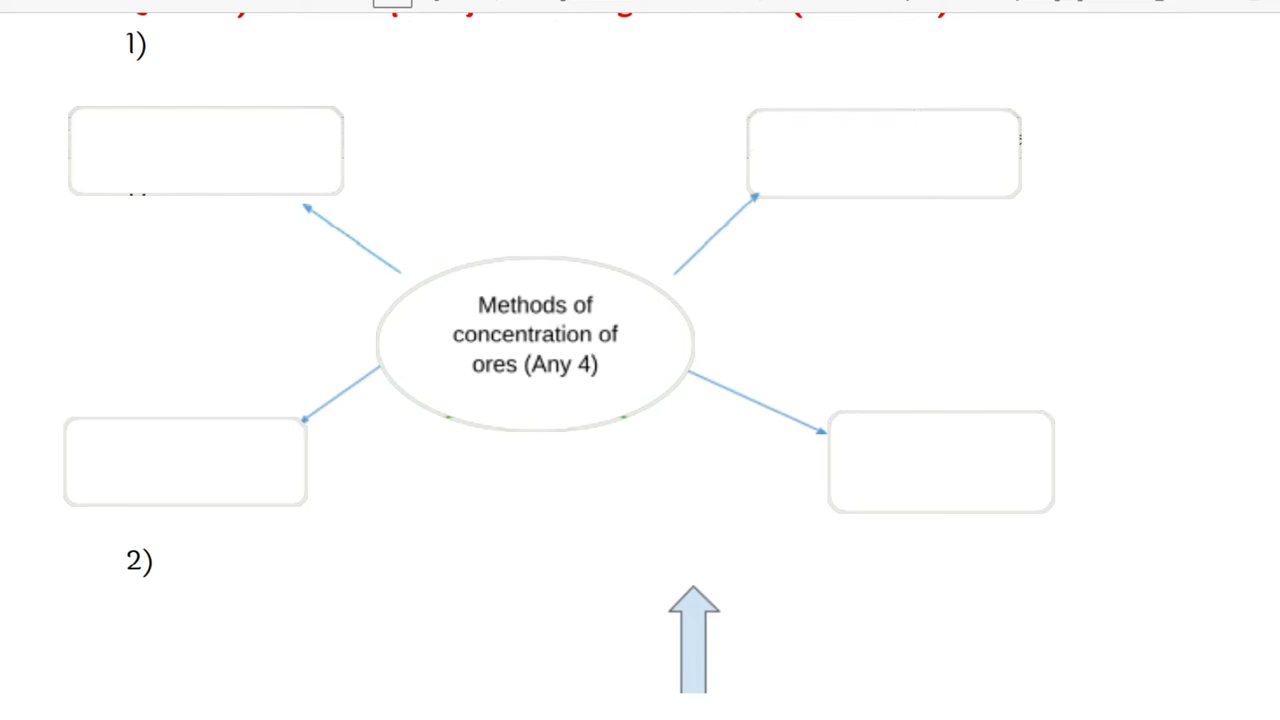 1)
Methods of
concentration of
ores (Any 4)
2)